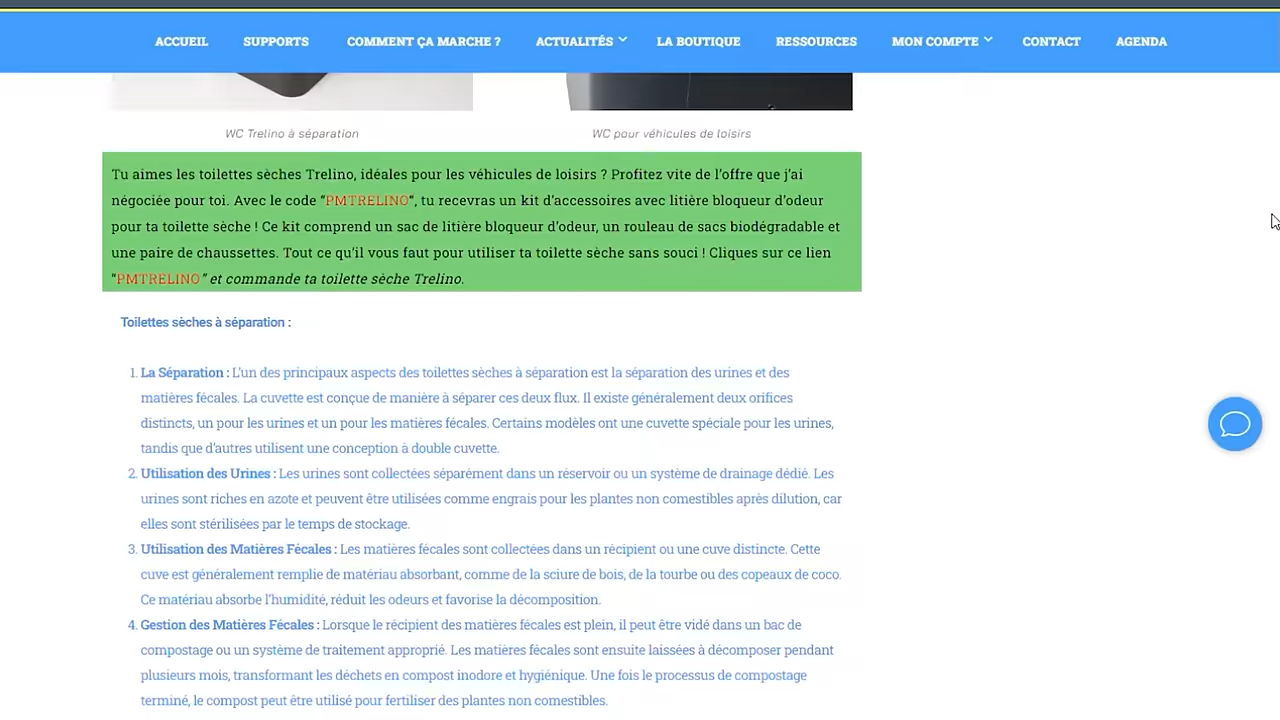 ACCUEIL SUPPORTS COMMENT ÇA MARCHE ? ACTUALITÉS LA BOUTIQUE RESSOURCES MON COMPTE CONTACT AGENDA
WC Trelino à séparation
WC pour véhicules de loisirs
Tu aimes les toilettes sèches Trelino, idéales pour les véhicules de loisirs ? Profitez vite de l’offre que j’ai
négociée pour toi. Avec le code “PMTRELINO“, tu recevras un kit d’accessoires avec litière bloqueur d’odeur
pour ta toilette sèche ! Ce kit comprend un sac de litière bloqueur d’odeur, un rouleau de sacs biodégradable et
une paire de chaussettes. Tout ce qu’il vous faut pour utiliser ta toilette sèche sans souci ! Cliques sur ce lien
“PMTRELINO” et commande ta toilette sèche Trelino.
Toilettes sèches à séparation :
1. La Séparation : L’un des principaux aspects des toilettes sèches à séparation est la séparation des urines et des
matières fécales. La cuvette est conçue de manière à séparer ces deux flux. Il existe généralement deux orifices
distincts, un pour les urines et un pour les matières fécales. Certains modèles ont une cuvette spéciale pour les urines,
tandis que d’autres utilisent une conception à double cuvette.
2. Utilisation des Urines : Les urines sont collectées séparément dans un réservoir ou un système de drainage dédié. Les
urines sont riches en azote et peuvent être utilisées comme engrais pour les plantes non comestibles après dilution, car
elles sont stérilisées par le temps de stockage.
3. Utilisation des Matières Fécales : Les matières fécales sont collectées dans un récipient ou une cuve distincte. Cette
cuve est généralement remplie de matériau absorbant, comme de la sciure de bois, de la tourbe ou des copeaux de coco.
Ce matériau absorbe l’humidité, réduit les odeurs et favorise la décomposition.
4. Gestion des Matières Fécales : Lorsque le récipient des matières fécales est plein, il peut être vidé dans un bac de
compostage ou un système de traitement approprié. Les matières fécales sont ensuite laissées à décomposer pendant
plusieurs mois, transformant les déchets en compost inodore et hygiénique. Une fois le processus de compostage
terminé, le compost peut être utilisé pour fertiliser des plantes non comestibles.